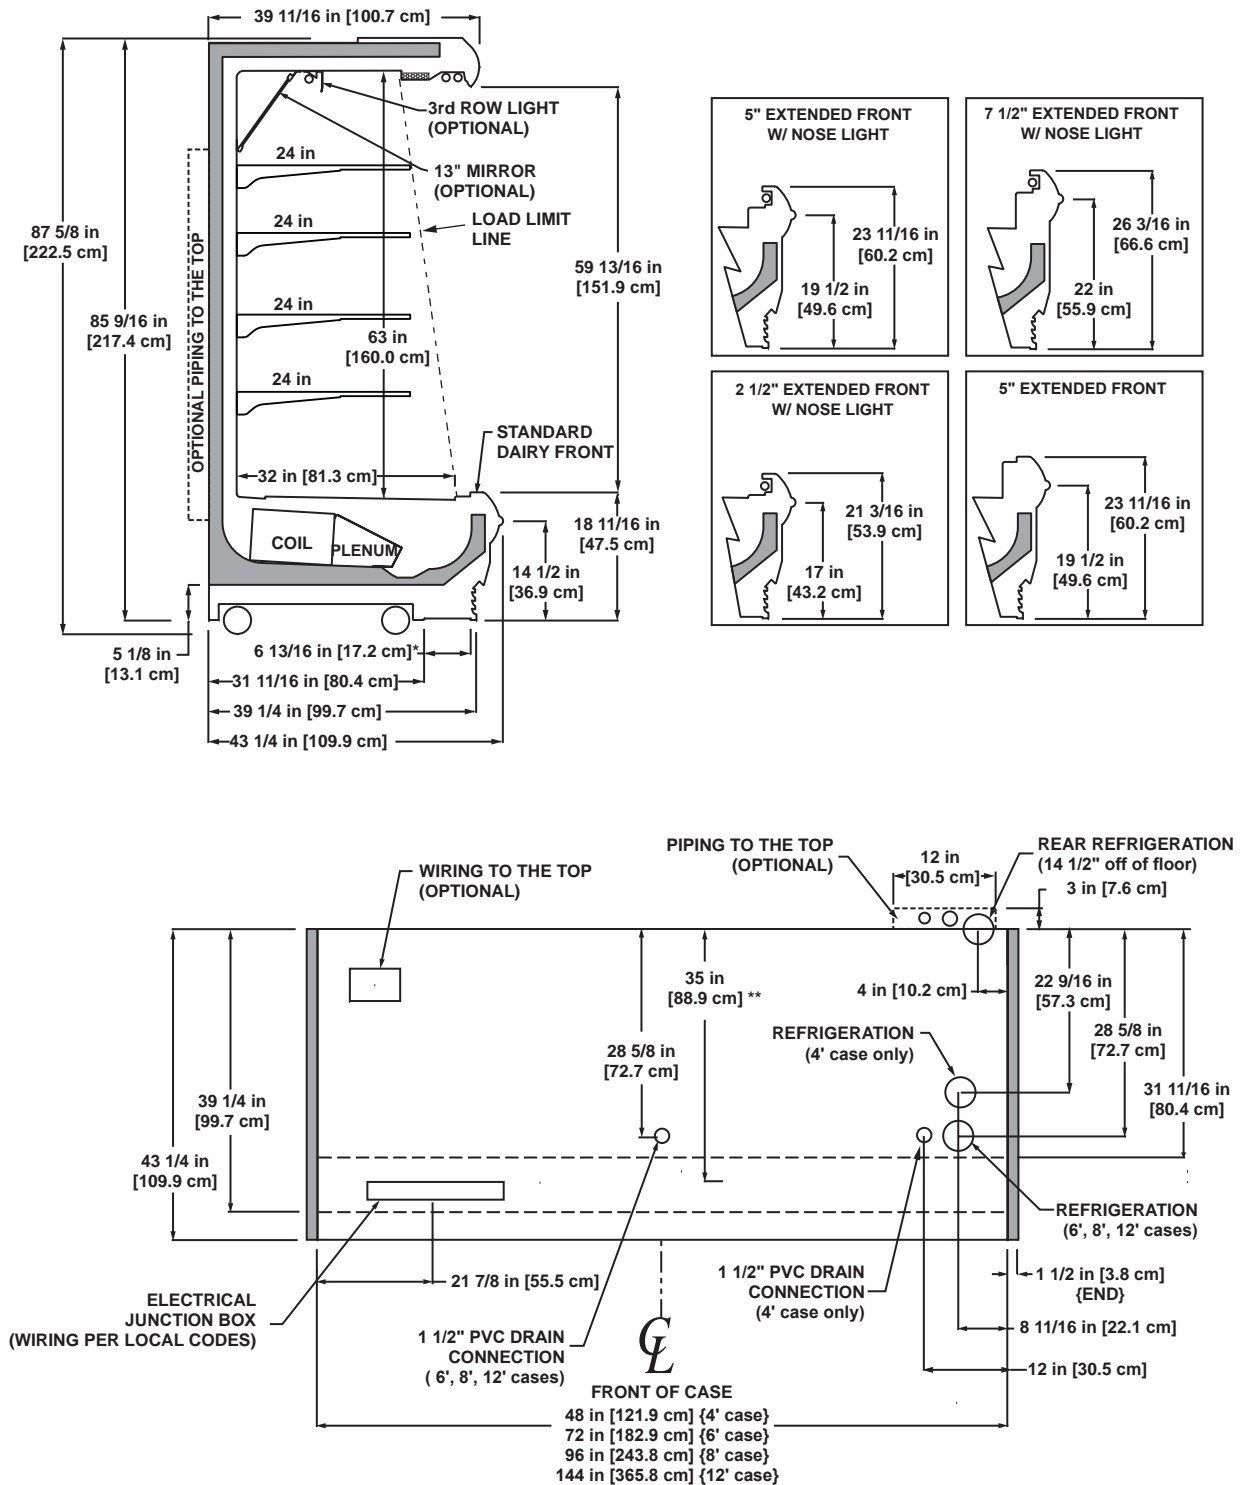 39 11/16 in [100.7 cm]
3rd ROW LIGHT
(OPTIONAL)
24 in
13" MIRROR
(OPTIONAL)
LOAD LIMIT
LINE
24 in
87 5/8 in
[222.5 cm]
OPTIONAL PIPING TO THE TOP
59 13/16 in
[151.9 cm]
24 in
85 9/16 in
[217.4 cm]
63 in
[160.0 cm]
24 in
STANDARD
DAIRY FRONT
32 in [81.3 cm]
COIL
PLENUM
18 11/16 in
[47.5 cm]
14 1/2 in
[36.9 cm]
5 1/8 in
[13.1 cm]
6 13/16 in [17.2 cm]*
31 11/16 in [80.4 cm]
39 1/4 in [99.7 cm]
43 1/4 in [109.9 cm]
5" EXTENDED FRONT
W/ NOSE LIGHT
23 11/16 in
[60.2 cm]
19 1/2 in
[49.6 cm]
7 1/2" EXTENDED FRONT
W/ NOSE LIGHT
26 3/16 in
[66.6 cm]
22 in
[55.9 cm]
2 1/2" EXTENDED FRONT
W/ NOSE LIGHT
21 3/16 in
[53.9 cm]
17 in
[43.2 cm]
5" EXTENDED FRONT
23 11/16 in
[60.2 cm]
19 1/2 in
[49.6 cm]
PIPING TO THE TOP
(OPTIONAL)
12 in
[30.5 cm]
REAR REFRIGERATION
(14 1/2" off of floor)
3 in [7.6 cm]
WIRING TO THE TOP
(OPTIONAL)
35 in
[88.9 cm] **
4 in [10.2 cm]
22 9/16 in
[57.3 cm]
REFRIGERATION
(4' case only)
28 5/8 in
[72.7 cm]
28 5/8 in
[72.7 cm]
31 11/16 in
[80.4 cm]
39 1/4 in
[99.7 cm]
43 1/4 in
[109.9 cm]
REFRIGERATION
(6', 8', 12' cases)
21 7/8 in [55.5 cm]
1 1/2" PVC DRAIN
CONNECTION
(4' case only)
1 1/2 in [3.8 cm]
{END}
ELECTRICAL
JUNCTION BOX
(WIRING PER LOCAL CODES)
1 1/2" PVC DRAIN
CONNECTION
( 6', 8', 12' cases)
8 11/16 in [22.1 cm]
12 in [30.5 cm]
CL
FRONT OF CASE
48 in [121.9 cm] {4' case}
72 in [182.9 cm] {6' case}
96 in [243.8 cm] {8' case}
144 in [365.8 cm] {12' case}